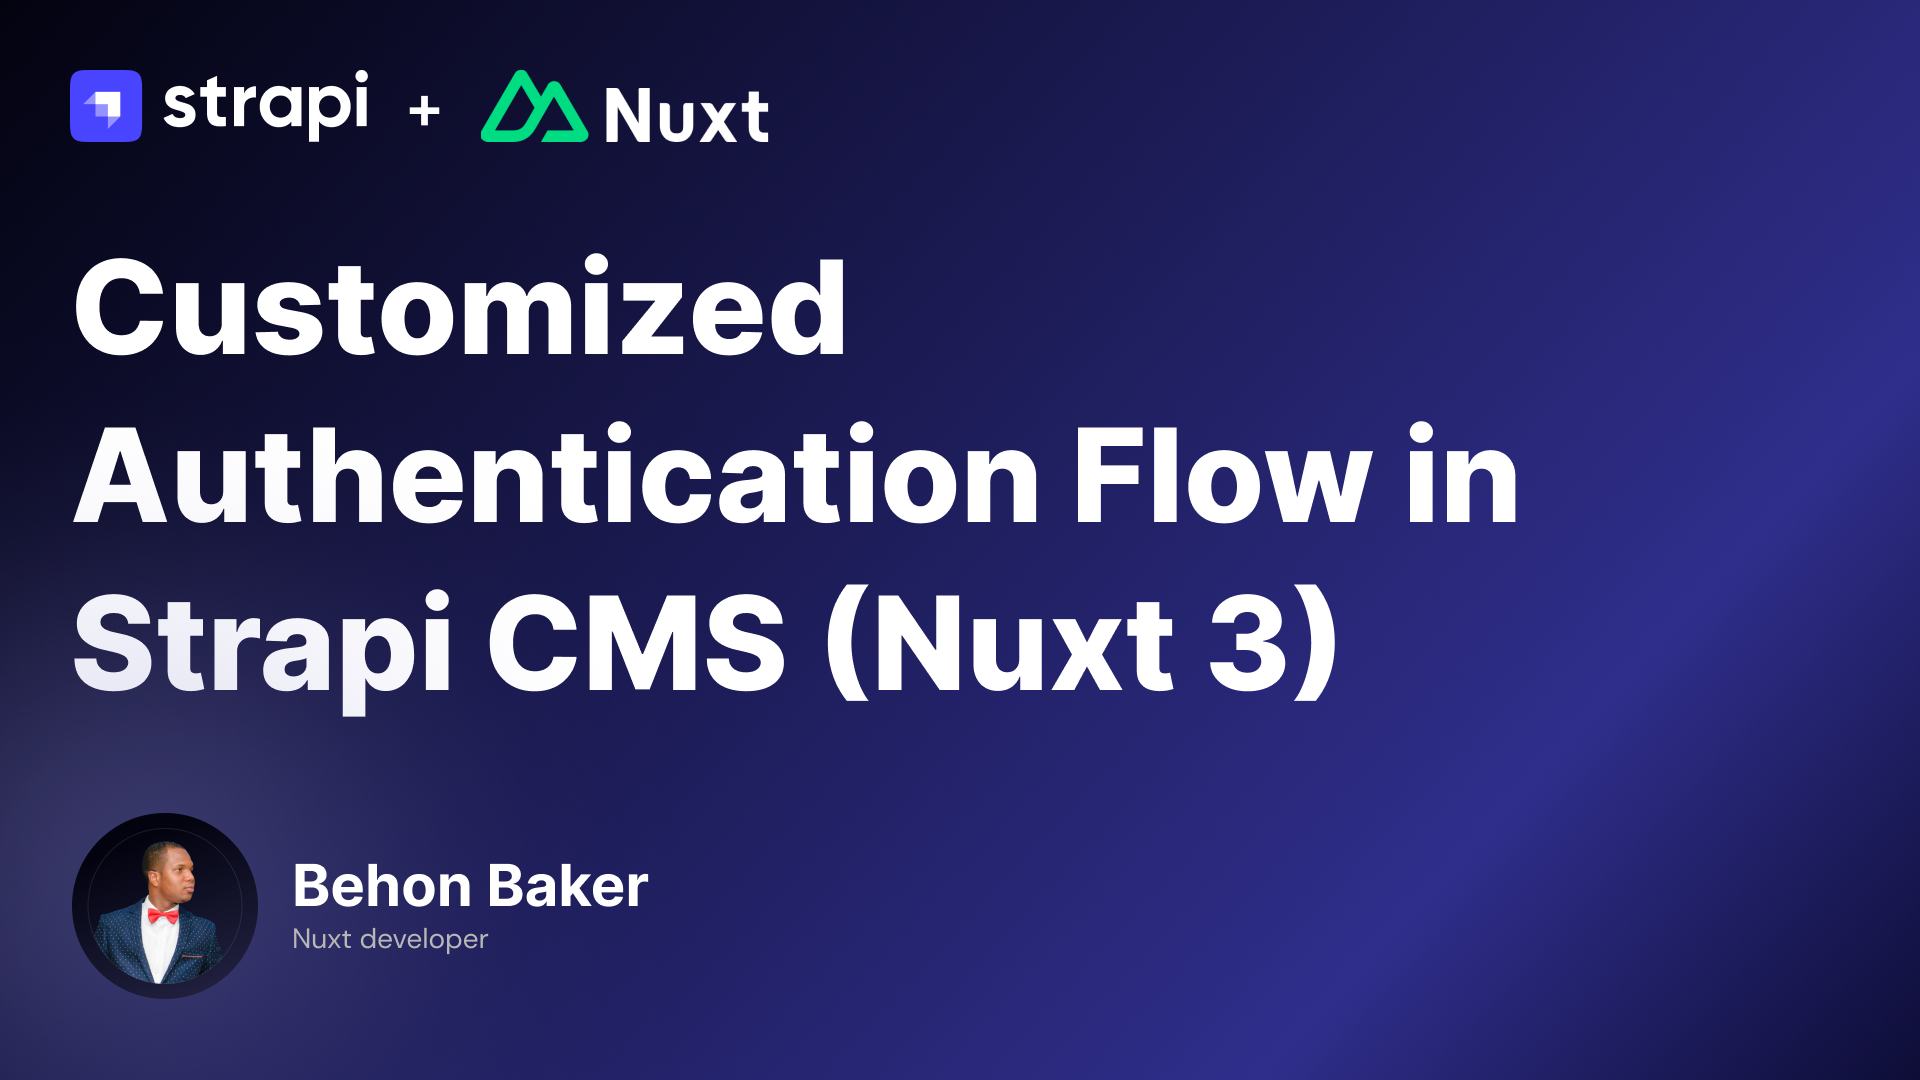 strapi + Nuxt
Customized
Authentication Flow in
Strapi CMS (Nuxt 3)
Behon Baker
Nuxt developer